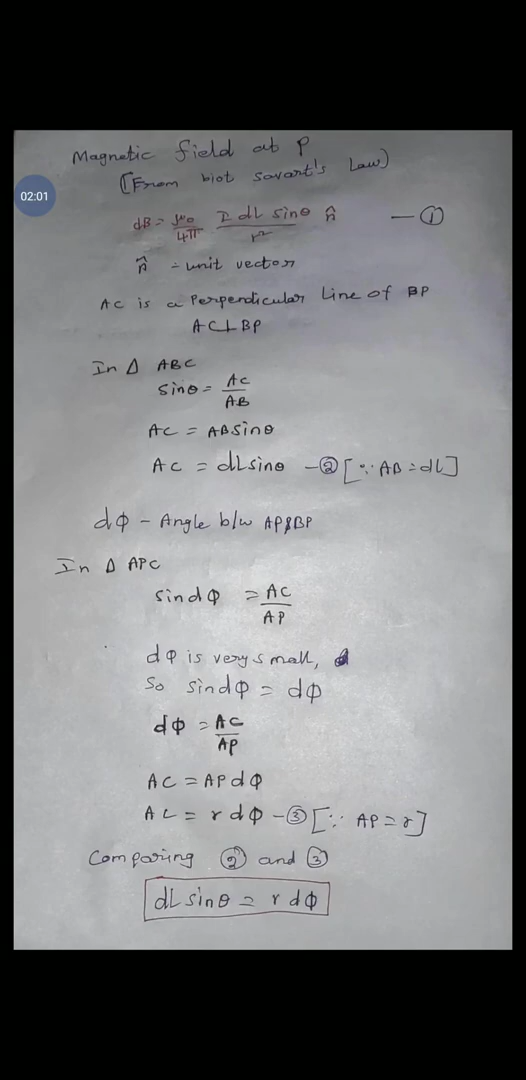 Magnetic field at P
02:01
(From biot savart's Law)
dB = μ₀/4π I dL sinθ/r² n̂ — ①
n̂ - unit vector
AC is a Perpendicular Line of BP
AC⊥BP
In Δ ABC
sinθ = AC/AB
AC = AB sinθ
AC = dL sinθ - ② [∵ AB = dL]
dϕ - Angle b/w AP & BP
In Δ APC
sin dϕ = AC/AP
dϕ is very small,
So sin dϕ = dϕ
dϕ = AC/AP
AC = AP dϕ
AC = r dϕ - ③ [∵ AP = r]
Comparing ② and ③
dL sinθ = r dϕ